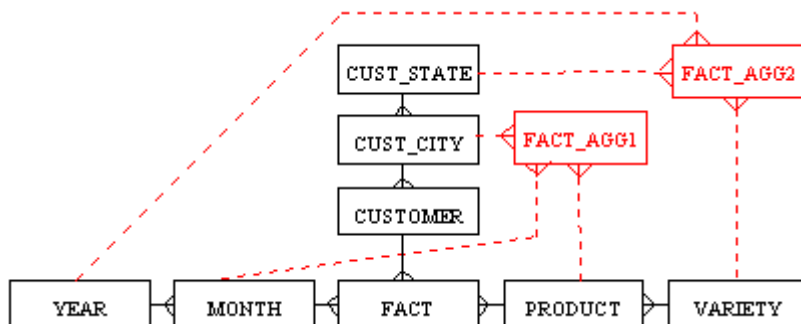 CUST_STATE
FACT_AGG2
CUST_CITY
FACT_AGG1
CUSTOMER
YEAR
MONTH
FACT
PRODUCT
VARIETY